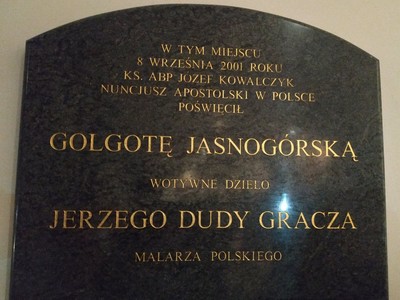 W TYM MIEJSCU
8 WRZEŚNIA 2001 ROKU
KS. ABP JÓZEF KOWALCZYK
NUNCJUSZ APOSTOLSKI W POLSCE
POŚWIĘCIŁ
GOLGOTĘ JASNOGÓRSKĄ
WOTYWNE DZIEŁO
JERZEGO DUDY GRACZA
MALARZA POLSKIEGO